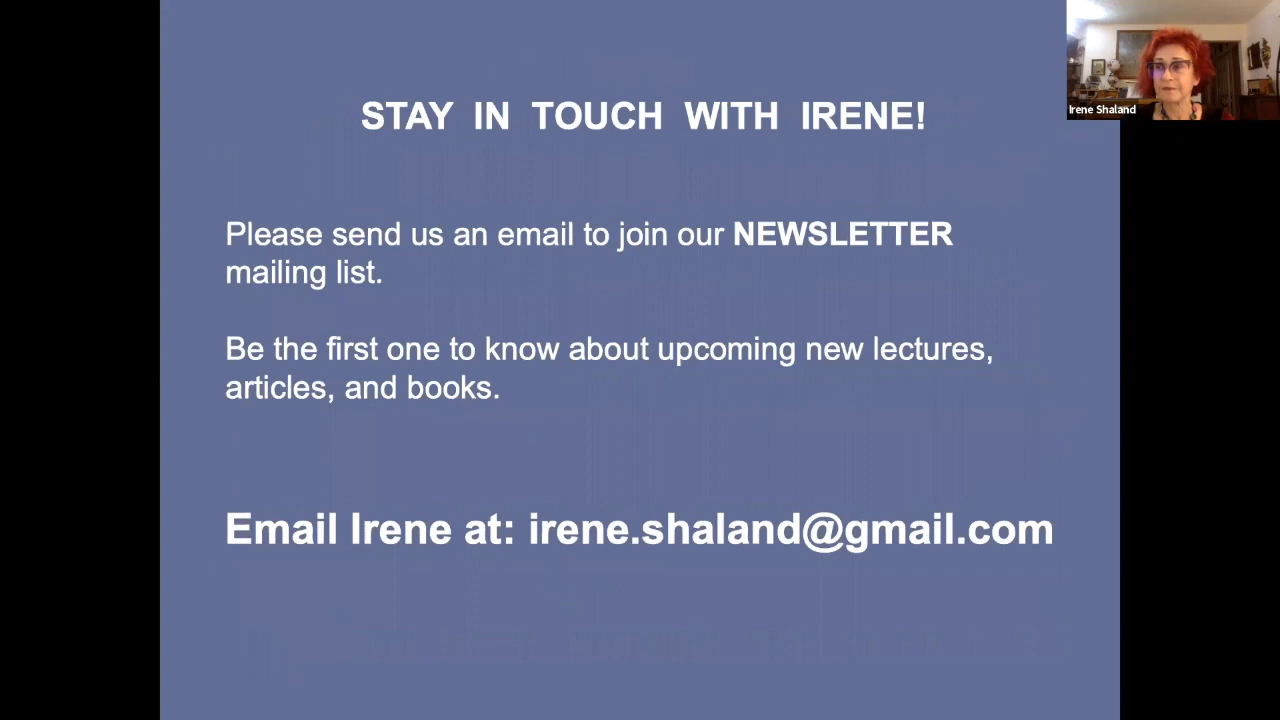 STAY IN TOUCH WITH IRENE!
Irene Shaland
Please send us an email to join our NEWSLETTER
mailing list.
Be the first one to know about upcoming new lectures,
articles, and books.
Email Irene at: irene.shaland@gmail.com